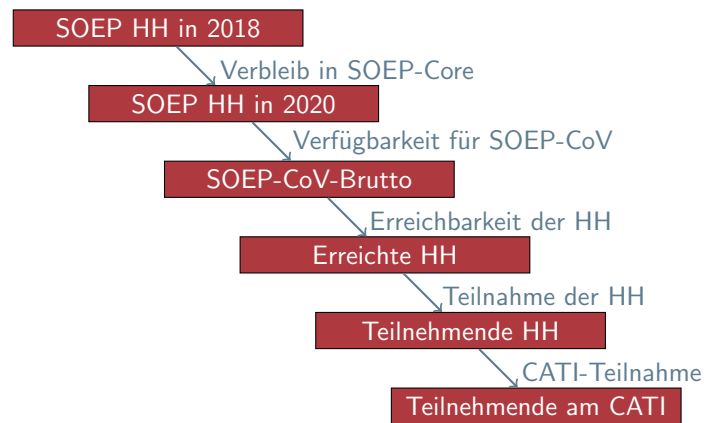 SOEP HH in 2018
Verbleib in SOEP-Core
SOEP HH in 2020
Verfügbarkeit für SOEP-CoV
SOEP-CoV-Brutto
Erreichbarkeit der HH
Erreichte HH
Teilnahme der HH
Teilnehmende HH
CATI-Teilnahme
Teilnehmende am CATI